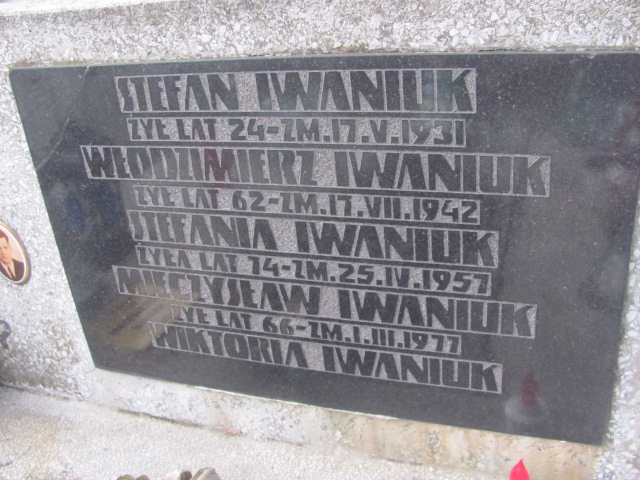 STEFAN IWANIUK
ŻYŁ LAT 24-ZM.17.V.1931
WŁODZIMIERZ IWANIUK
ŻYŁ LAT 62-ZM.17.VII.1942
STEFANIA IWANIUK
ŻYŁA LAT 74-ZM.25.IV.1957
MIECZYSŁAW IWANIUK
ŻYŁ LAT 66-ZM.1.III.1977
WIKTORIA IWANIUK